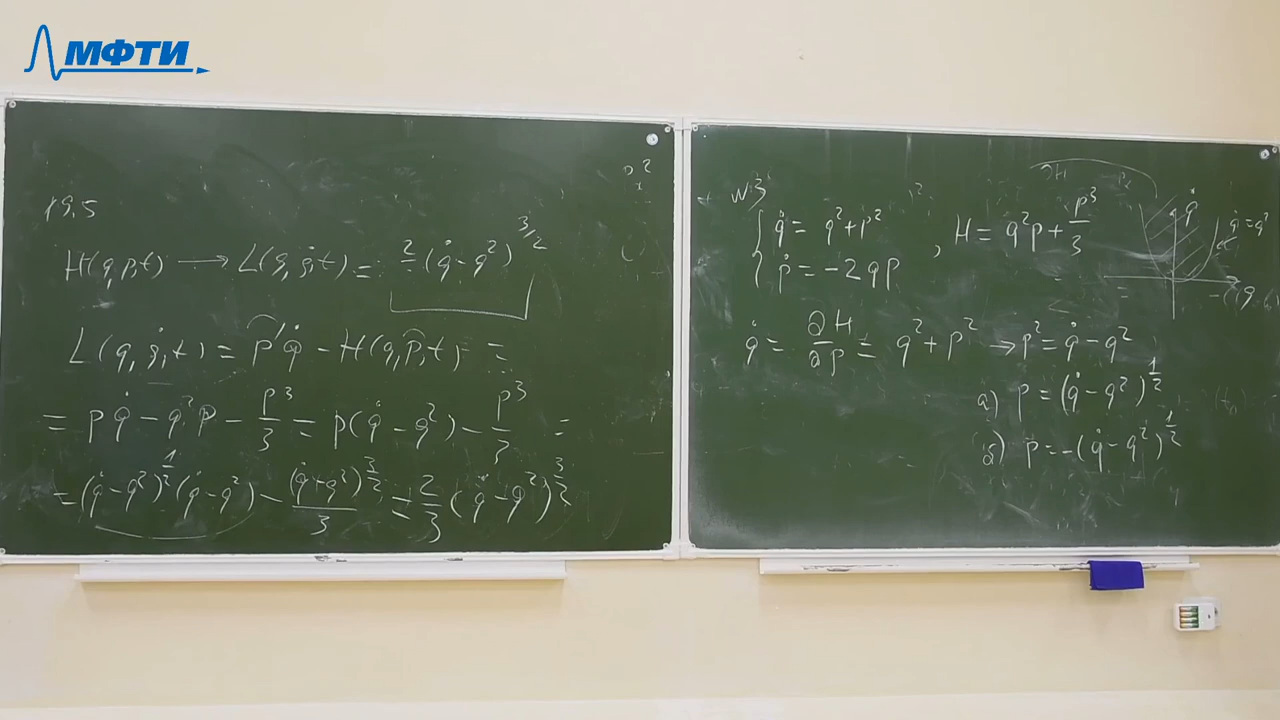 МФТИ
19.5
H(q,p,t) → L(q,q̇,t) = 2/ (q̇ - q²)^3/2
L(q,q̇,t) = p q̇ - H(q,p,t) =
= p q̇ - q²p - p³/3 = p(q̇ - q²) - p³/3 =
= (q̇ - q²)^1/2 (q̇ - q²) - (q̇ + q²)^3/2 / 3 = 2/3 (q̇ - q²)^3/2
N3
{ q̇ = q² + p²
{ ṗ = -2qp , H = q²p + p³/3
q̇
q̇ = q²
q̇ = ∂H/∂p = q² + p² → p² = q̇ - q²
а) p = (q̇ - q²)^1/2
б) p = -(q̇ - q²)^1/2